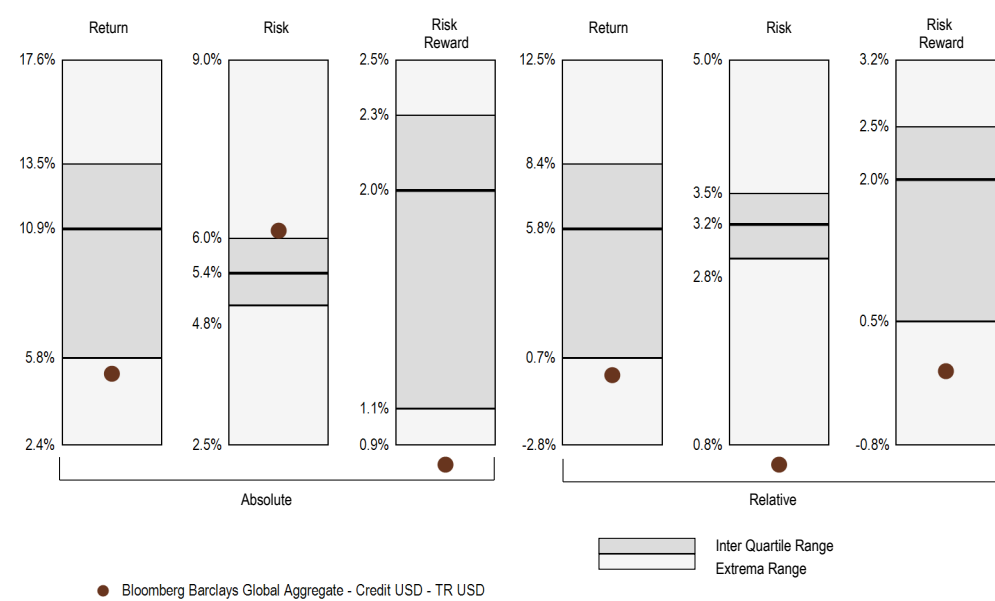 Return
Risk
Risk
Reward
Return
Risk
Risk
Reward
17.6%
13.5%
10.9%
5.8%
2.4%
9.0%
6.0%
5.4%
4.8%
2.5%
2.5%
2.3%
2.0%
1.1%
0.9%
12.5%
8.4%
5.8%
0.7%
-2.8%
5.0%
3.5%
3.2%
2.8%
0.8%
3.2%
2.5%
2.0%
0.5%
-0.8%
Absolute
Relative
Inter Quartile Range
Extrema Range
Bloomberg Barclays Global Aggregate - Credit USD - TR USD